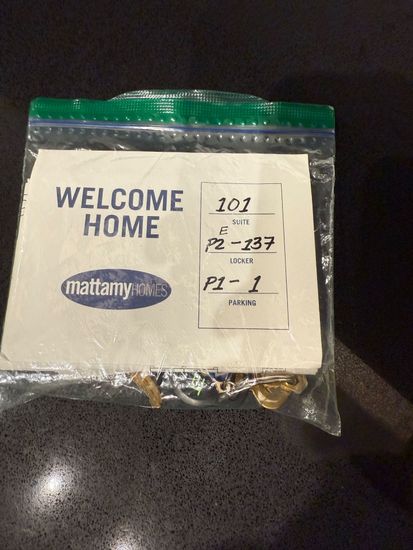 WELCOME
HOME
mattamyHOMES
101
SUITE
E
P2-137
LOCKER
P1-1
PARKING